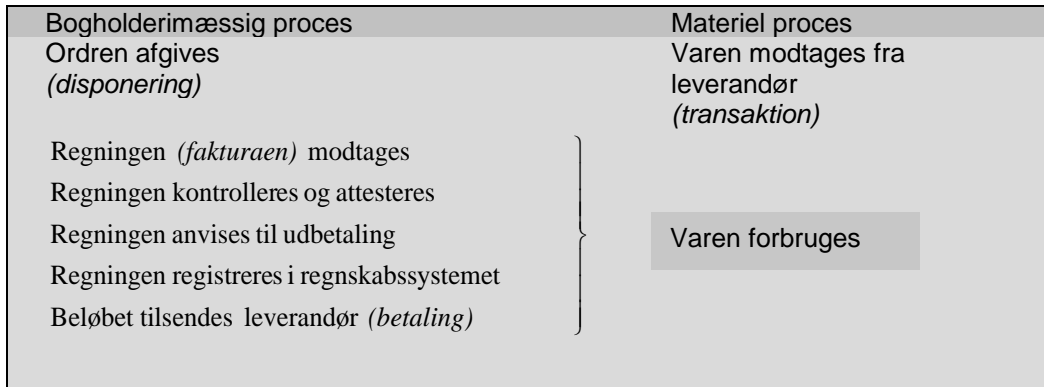 Bogholderimæssig proces
Materiel proces
Ordren afgives
(disponering)
Varen modtages fra
leverandør
(transaktion)
Regningen (fakturaen) modtages
Regningen kontrolleres og attesteres
Regningen anvises til udbetaling
Regningen registreres i regnskabssystemet
Beløbet tilsendes leverandør (betaling)
Varen forbruges